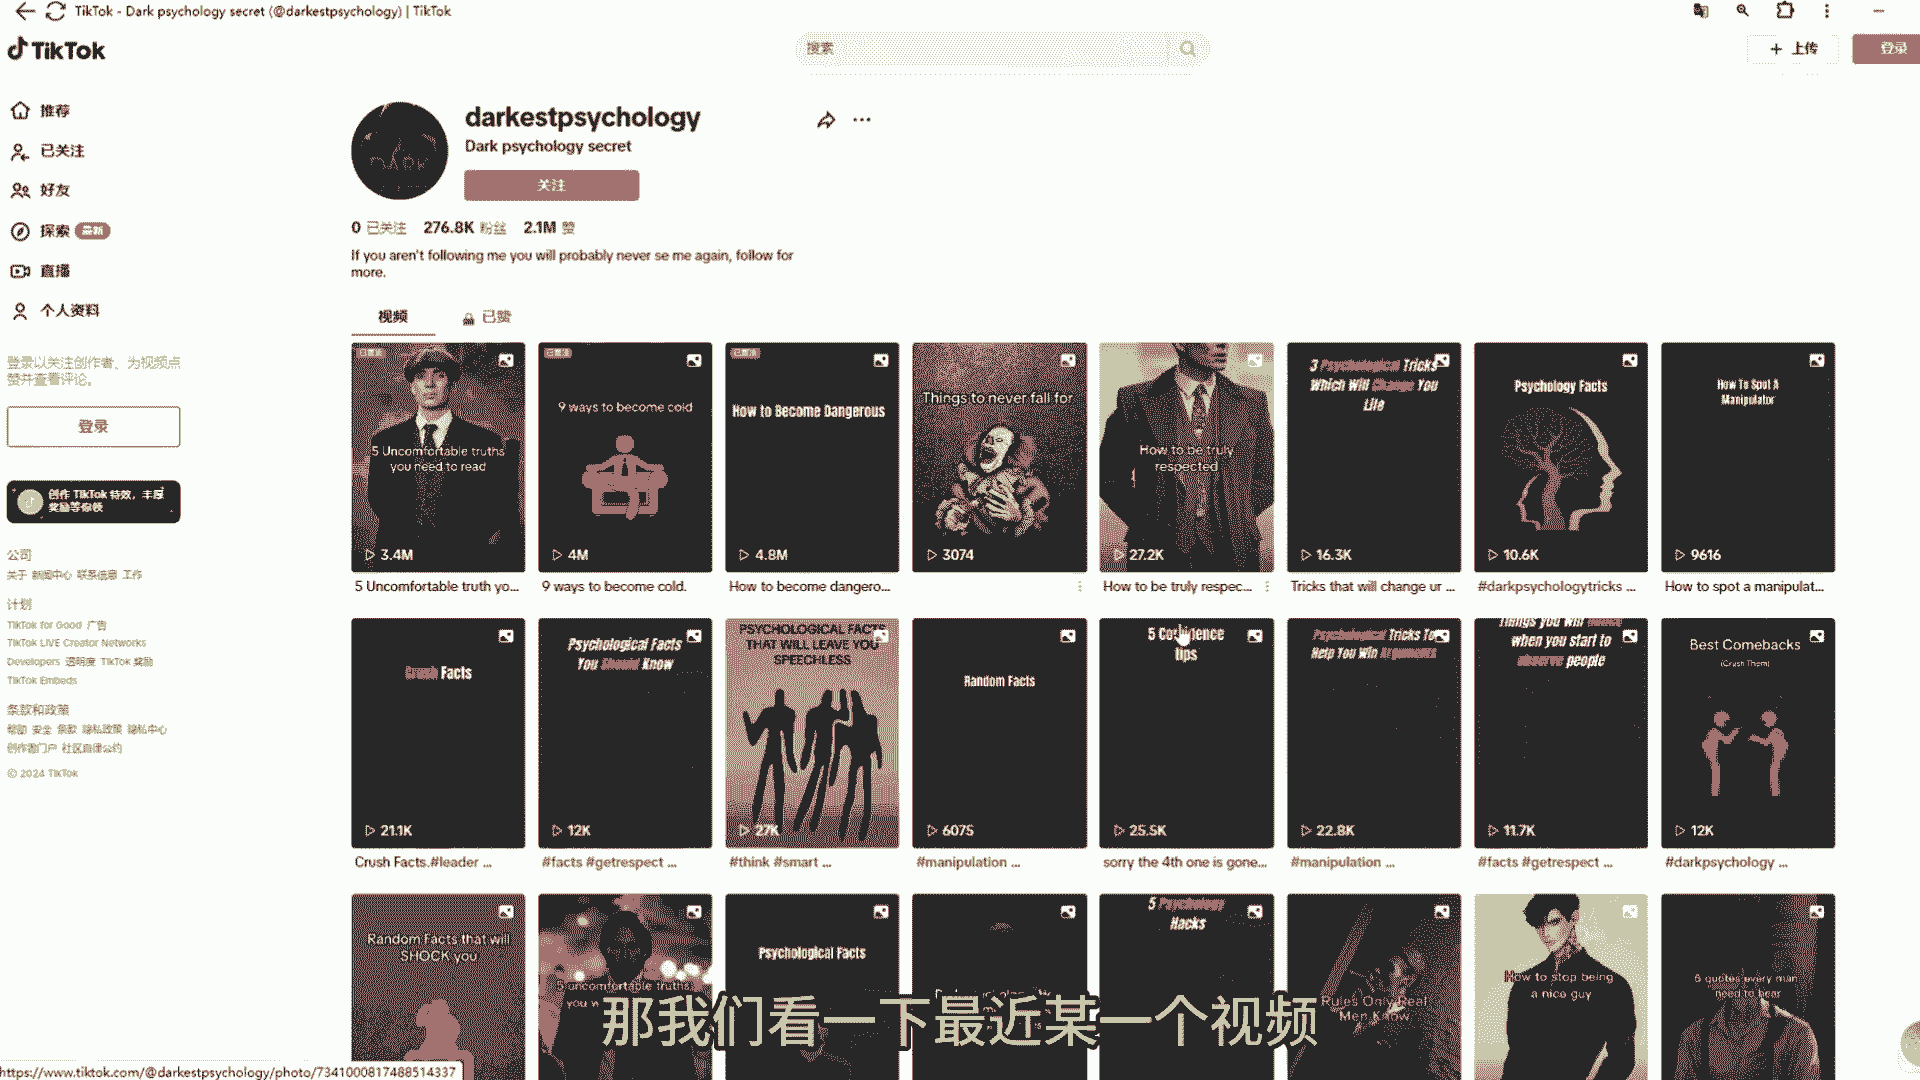 TikTok - Dark psychology secret (@darkestpsychology) | TikTok
TikTok
搜索
+ 上传
登录
推荐
已关注
好友
探索 最新
直播
个人资料
登录以关注创作者、为视频点
赞并查看评论。
登录
创作 TikTok 特效，丰厚
奖励等你领
公司
关于 新闻中心 联系信息 工作
计划
TikTok for Good 广告
TikTok LIVE Creator Networks
Developers 透明度 TikTok 奖励
TikTok Embeds
条款和政策
帮助 安全 条款 隐私政策 隐私中心
创作者门户 社区自律公约
© 2024 TikTok
darkestpsychology
Dark psychology secret
关注
0 已关注 276.8K 粉丝 2.1M 赞
If you aren't following me you will probably never se me again, follow for
more.
视频
已赞
已置顶
5 Uncomfortable truths
you need to read
3.4M
5 Uncomfortable truth yo...
已置顶
9 ways to become cold
4M
9 ways to become cold.
已置顶
How to Become Dangerous
4.8M
How to become dangero...
Things to never fall for
3074
How to be truly
respected
27.2K
How to be truly respec...
3 Psychological Tricks
Which Will Change You
Life
16.3K
Tricks that will change ur ...
Psychology Facts
10.6K
#darkpsychologytricks ...
How To Spot A
Manipulator
9616
How to spot a manipulat...
Crush Facts
21.1K
Crush Facts.#leader ...
Psychological Facts
You Should Know
12K
#facts #getrespect ...
PSYCHOLOGICAL FACTS
THAT WILL LEAVE YOU
SPEECHLESS
27K
#think #smart ...
Random Facts
6075
#manipulation ...
5 Confidence
tips
25.5K
sorry the 4th one is gone...
Psychological Tricks To
Help You Win Arguments
22.8K
#manipulation ...
Things you will notice
when you start to
observe people
11.7K
#facts #getrespect ...
Best Comebacks
(Crush Them)
12K
#darkpsychology ...
Random Facts that will
SHOCK you
5 uncomfortable truths
you
Psychological Facts
5 Psychology
Hacks
Rules Only Real
Men Know
How to stop being
a nice guy
5 quotes every man
need to hear
那我们看一下最近某一个视频
https://www.tiktok.com/@darkestpsychology/photo/7341000817488514337